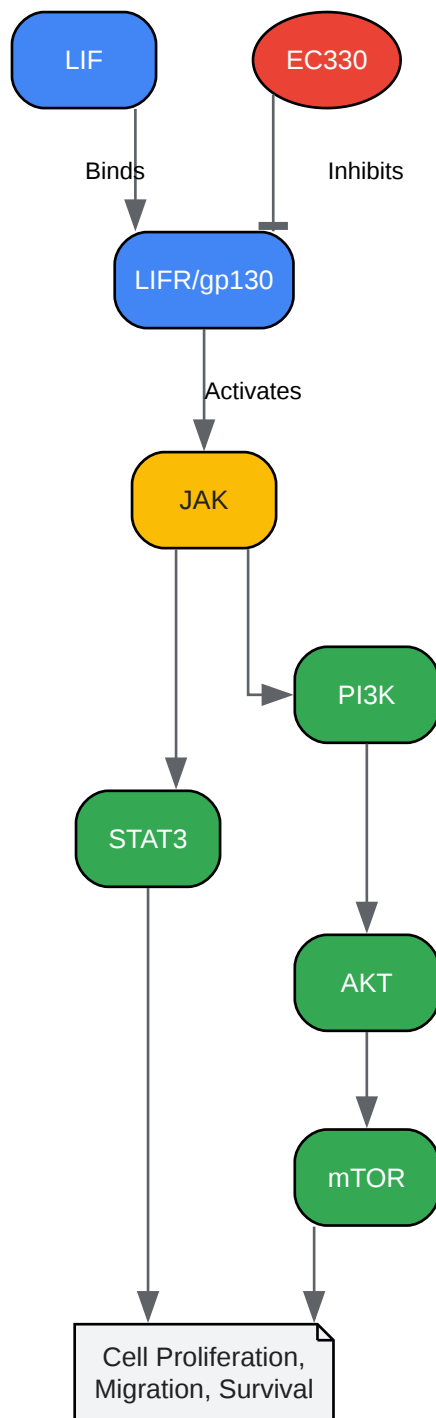 LIF
EC330
Binds
Inhibits
LIFR/gp130
Activates
JAK
PI3K
STAT3
AKT
mTOR
Cell Proliferation,
Migration, Survival